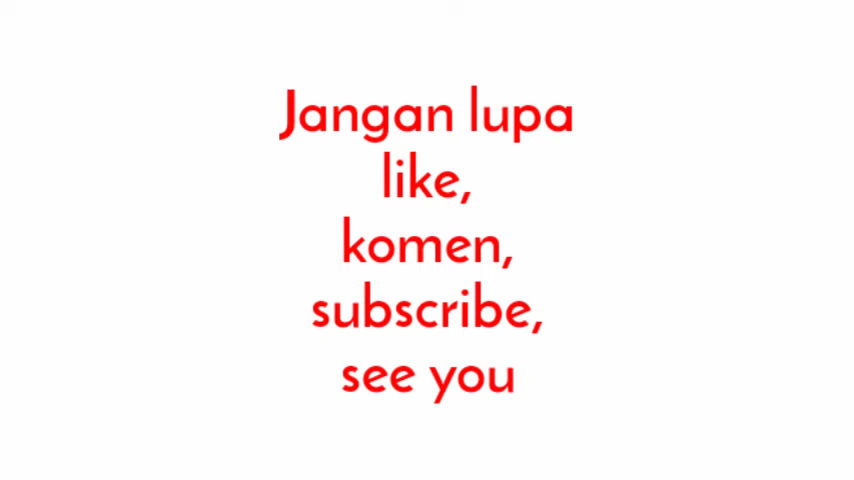 Jangan lupa
like,
komen,
subscribe,
see you